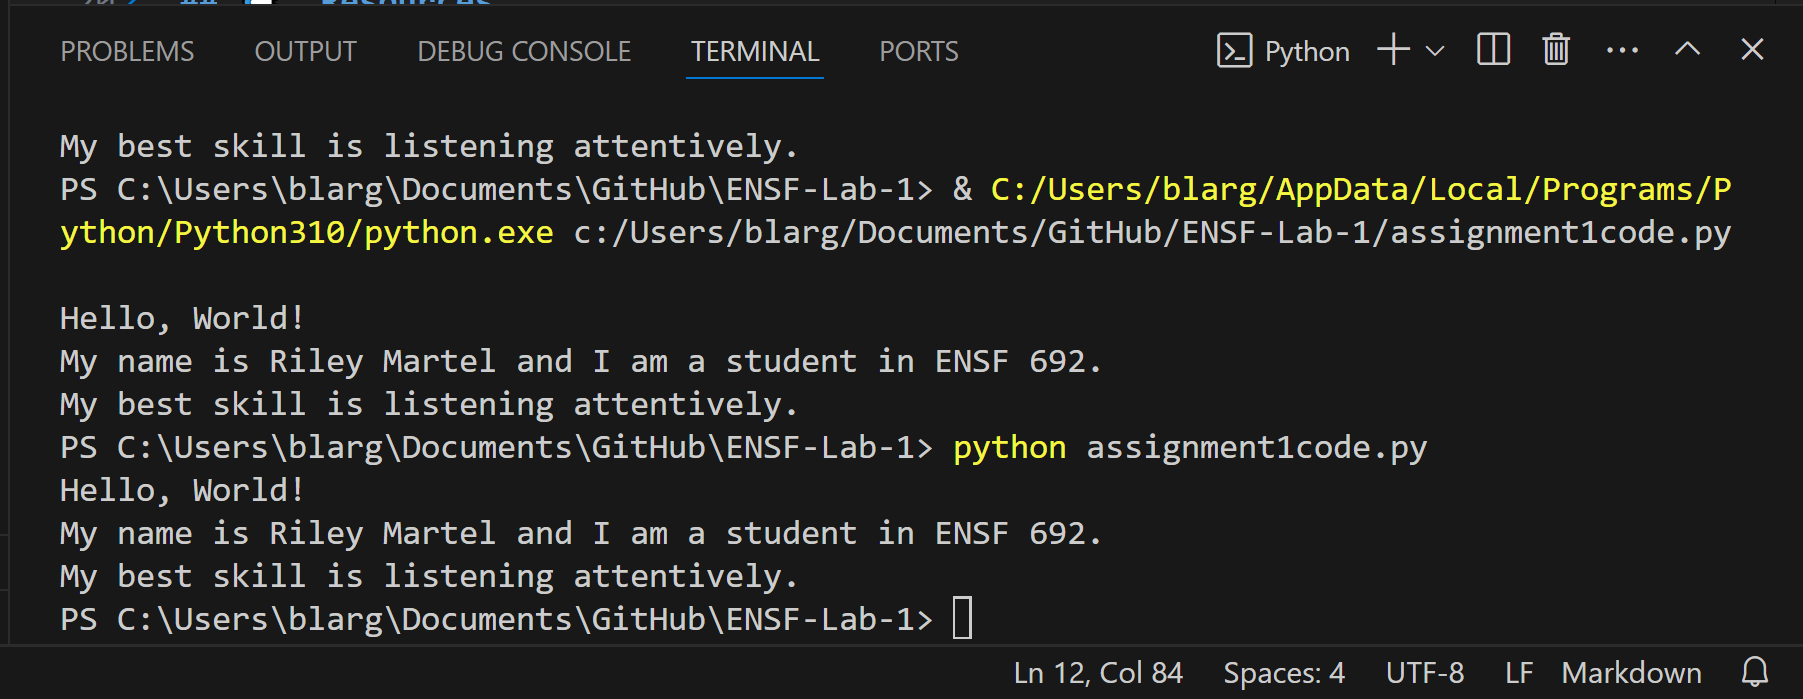 ## Resources
PROBLEMS OUTPUT DEBUG CONSOLE TERMINAL PORTS Python
My best skill is listening attentively.
PS C:\Users\blarg\Documents\GitHub\ENSF-Lab-1> & C:/Users/blarg/AppData/Local/Programs/P
ython/Python310/python.exe c:/Users/blarg/Documents/GitHub/ENSF-Lab-1/assignment1code.py
Hello, World!
My name is Riley Martel and I am a student in ENSF 692.
My best skill is listening attentively.
PS C:\Users\blarg\Documents\GitHub\ENSF-Lab-1> python assignment1code.py
Hello, World!
My name is Riley Martel and I am a student in ENSF 692.
My best skill is listening attentively.
PS C:\Users\blarg\Documents\GitHub\ENSF-Lab-1>
Ln 12, Col 84 Spaces: 4 UTF-8 LF Markdown